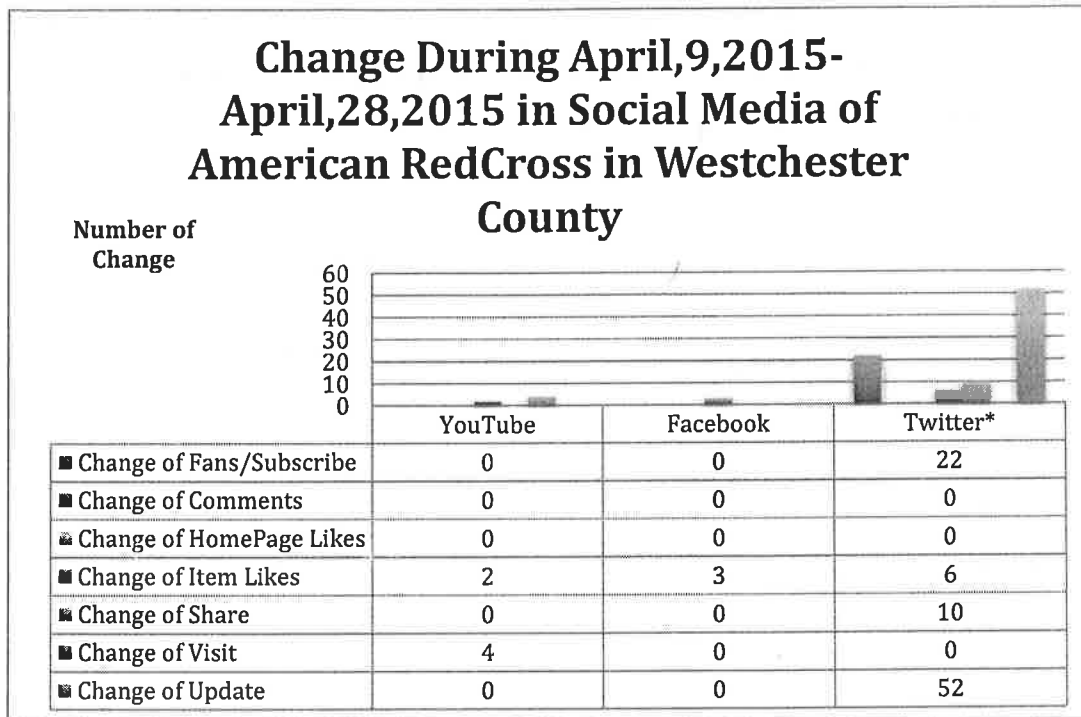 Change During April,9,2015-
April,28,2015 in Social Media of
American RedCross in Westchester
County
Number of
Change
60
50
40
30
20
10
0
YouTube Facebook Twitter*
Change of Fans/Subscribe 0 0 22
Change of Comments 0 0 0
Change of HomePage Likes 0 0 0
Change of Item Likes 2 3 6
Change of Share 0 0 10
Change of Visit 4 0 0
Change of Update 0 0 52